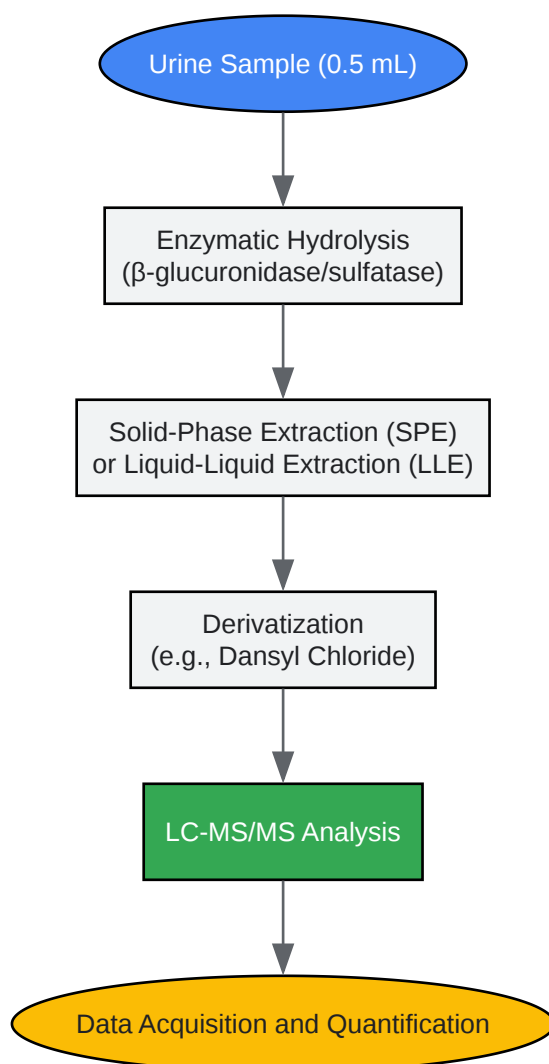 Urine Sample (0.5 mL)
Enzymatic Hydrolysis
(β-glucuronidase/sulfatase)
Solid-Phase Extraction (SPE)
or Liquid-Liquid Extraction (LLE)
Derivatization
(e.g., Dansyl Chloride)
LC-MS/MS Analysis
Data Acquisition and Quantification